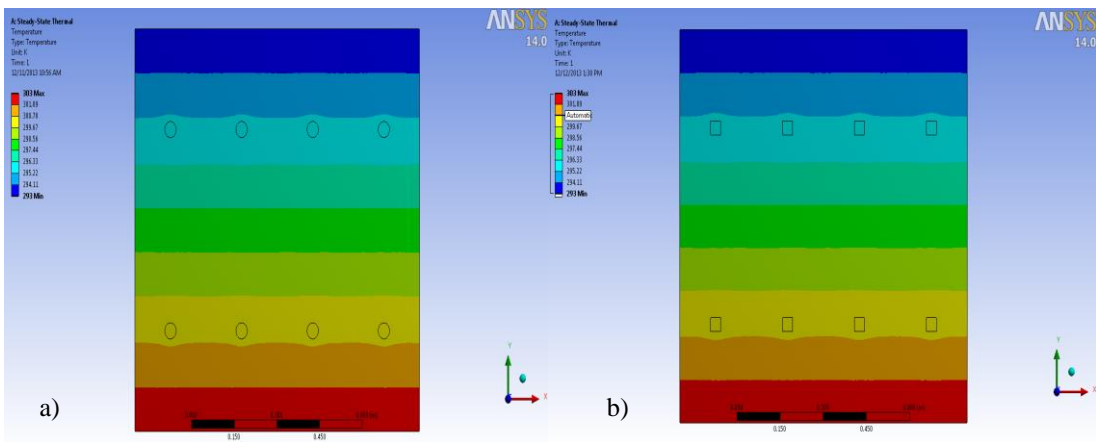 A: Steady-State Thermal
Temperature
Type: Temperature
Unit: K
Time: 1
12/11/2013 10:56 AM
303 Max
301.89
300.78
299.67
298.56
297.44
296.33
295.22
294.11
293 Min
ANSYS
14.0
Y
X
0.150
0.450
a)
A: Steady-State Thermal
Temperature
Type: Temperature
Unit: K
Time: 1
12/12/2013 1:30 PM
303 Max
301.89
Automatic
299.67
298.56
297.44
296.33
295.22
294.11
293 Min
ANSYS
14.0
Y
X
0.150
0.450
b)